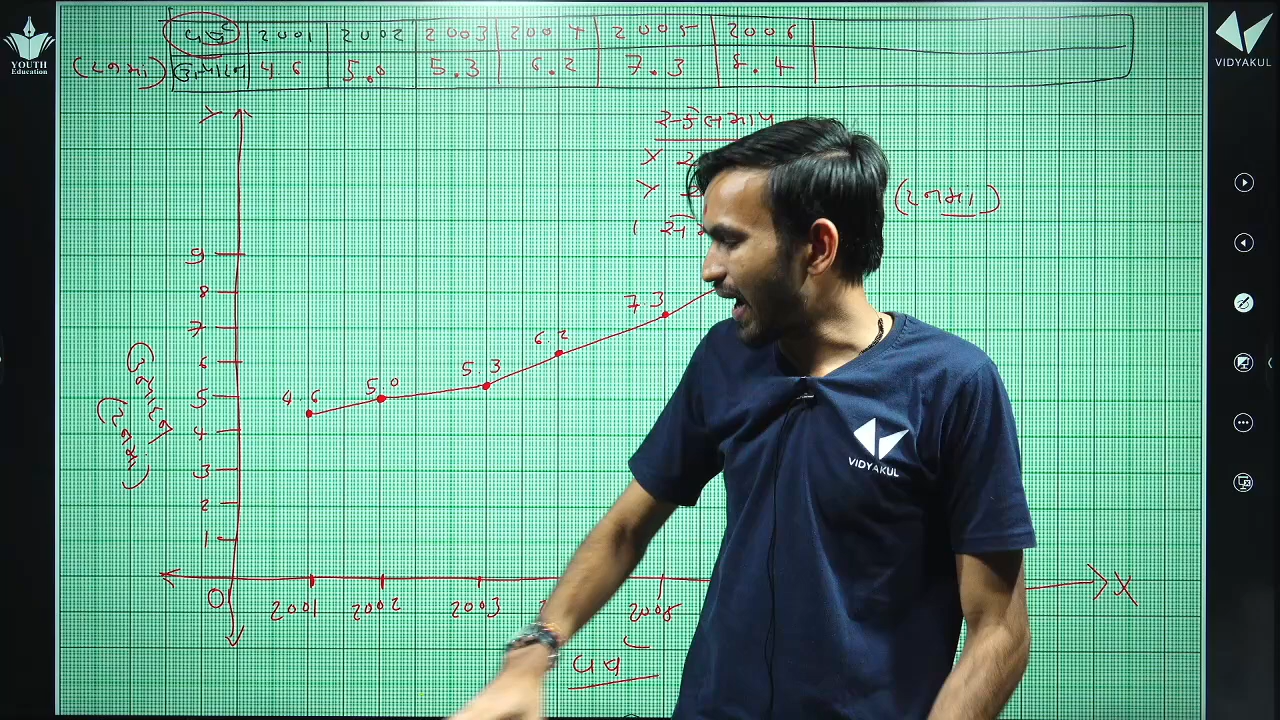 YOUTH
Education
VIDYAKUL
વર્ષ 2001 2002 2003 2004 2005 2006
(ટનમાં) ઉત્પાદન 4.6 5.0 5.3 6.2 7.3 8.4
Y
સ્કેલમાપ
X
Y
(ટનમાં)
1
9
8
7.3
7
6.2
6
5.3
5.0
4.6
5
ઉત્પાદન
(ટનમાં)
4
3
2
1
0
X
2001 2002 2003 2005
વર્ષ
VIDYAKUL